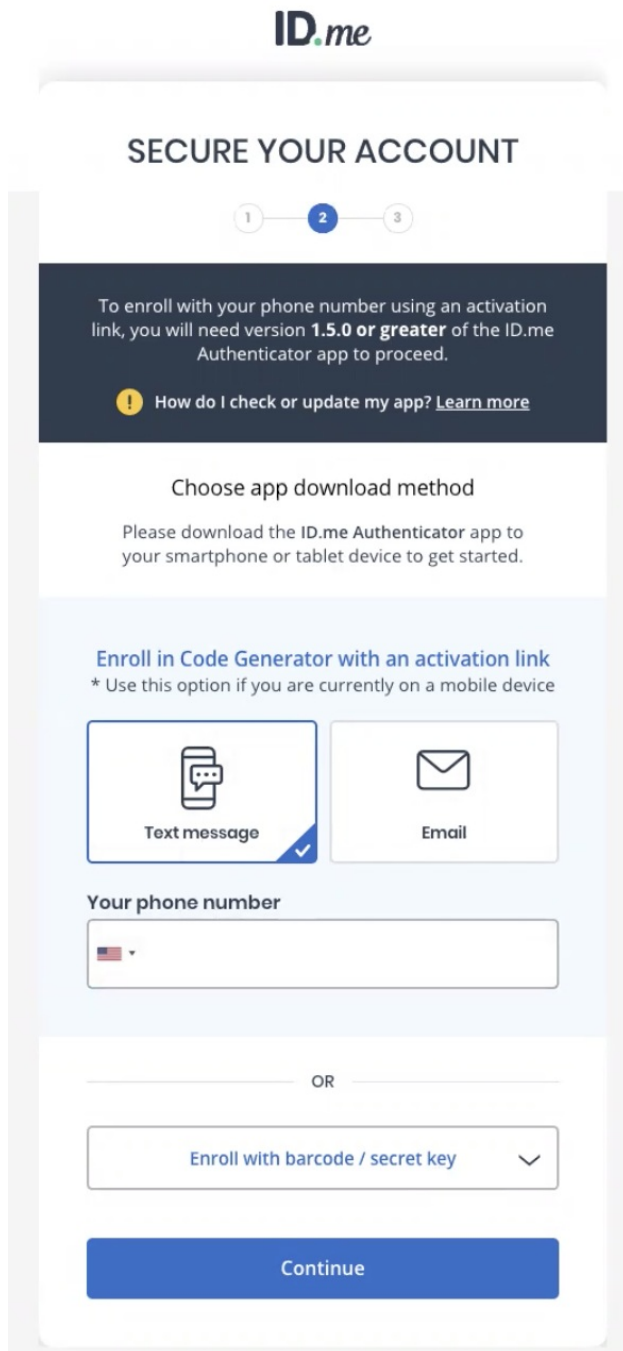 ID.me
SECURE YOUR ACCOUNT
1 2 3
To enroll with your phone number using an activation
link, you will need version 1.5.0 or greater of the ID.me
Authenticator app to proceed.
! How do I check or update my app? Learn more
Choose app download method
Please download the ID.me Authenticator app to
your smartphone or tablet device to get started.
Enroll in Code Generator with an activation link
* Use this option if you are currently on a mobile device
Text message
Email
Your phone number
OR
Enroll with barcode / secret key
Continue